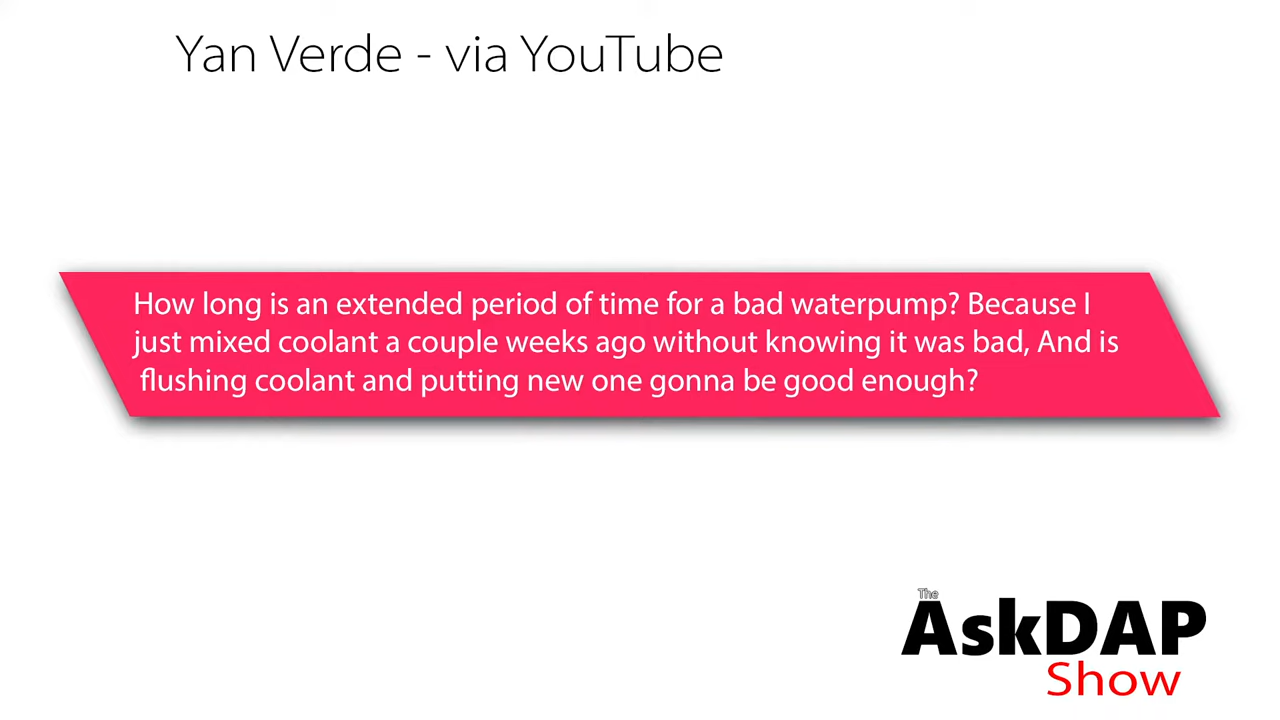 Yan Verde - via YouTube
How long is an extended period of time for a bad waterpump? Because I
just mixed coolant a couple weeks ago without knowing it was bad, And is
flushing coolant and putting new one gonna be good enough?
The
AskDAP
Show